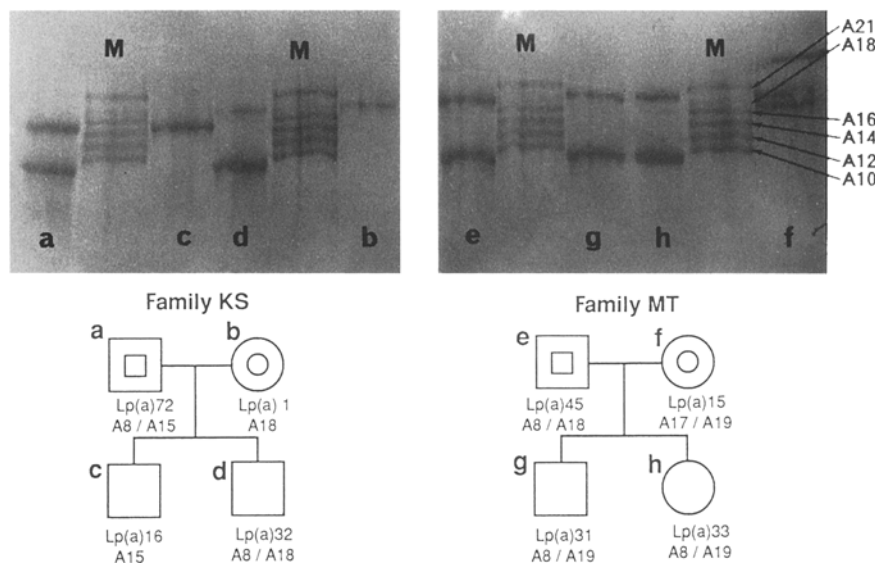 M
M
a
c
d
b
M
M
A21
A18
A16
A14
A12
A10
e
g
h
f
Family KS
a
b
Lp(a)72
A8 / A15
Lp(a) 1
A18
c
d
Lp(a)16
A15
Lp(a)32
A8 / A18
Family MT
e
f
Lp(a)45
A8 / A18
Lp(a)15
A17 / A19
g
h
Lp(a)31
A8 / A19
Lp(a)33
A8 / A19